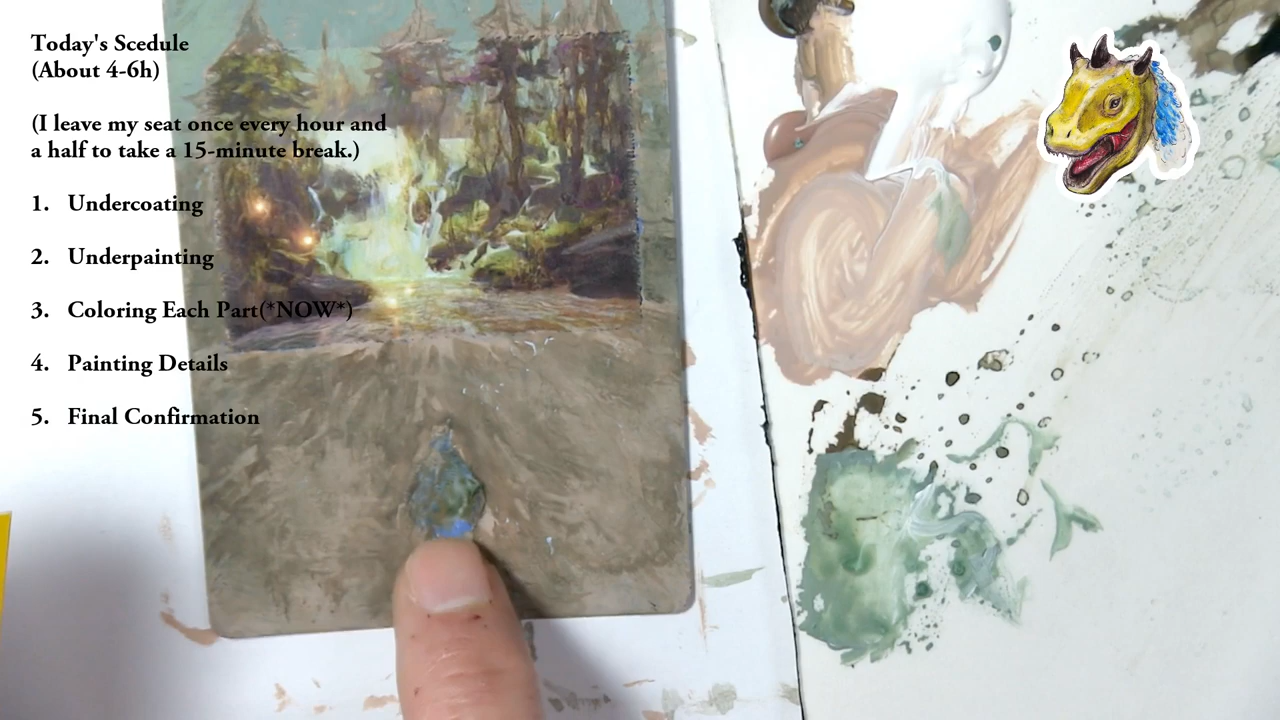 Today's Scedule
(About 4-6h)
(I leave my seat once every hour and
a half to take a 15-minute break.)
1. Undercoating
2. Underpainting
3. Coloring Each Part(*NOW*)
4. Painting Details
5. Final Confirmation